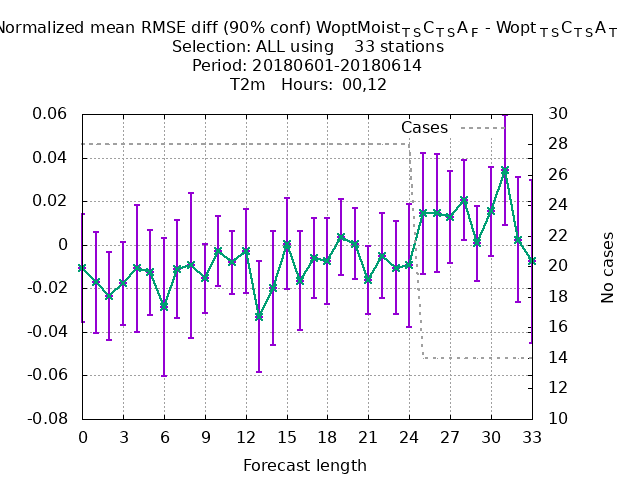 Normalized mean RMSE diff (90% conf) WoptMoistTSCTSAF - WoptTSCTSAT
Selection: ALL using 33 stations
Period: 20180601-20180614
T2m Hours: 00,12
Cases
0.06
0.04
0.02
0
-0.02
-0.04
-0.06
-0.08
30
28
26
24
22
20
18
16
14
12
10
No cases
0 3 6 9 12 15 18 21 24 27 30 33
Forecast length